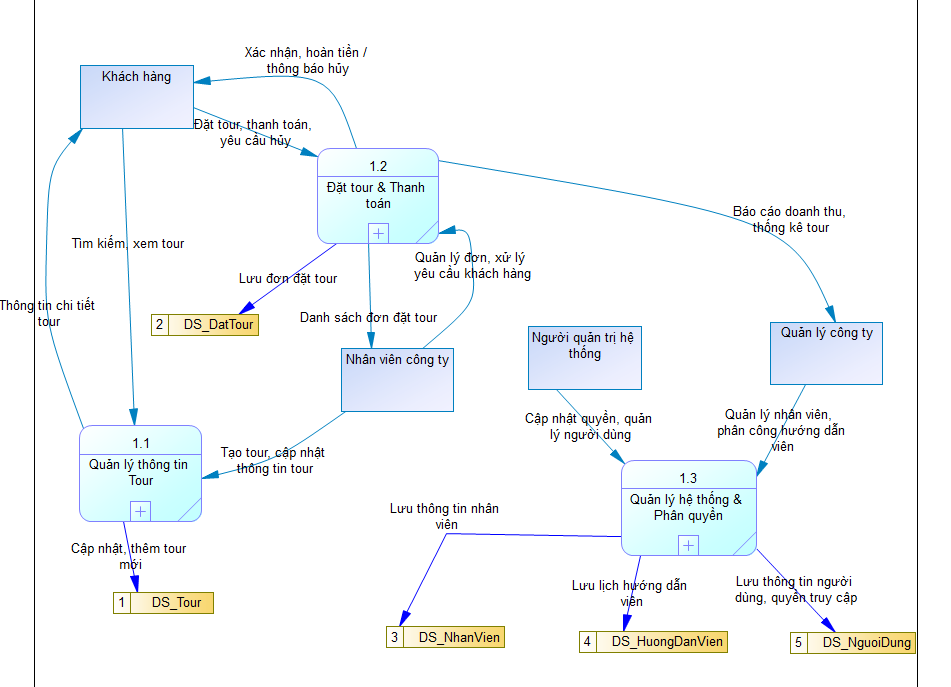 Xác nhận, hoàn tiền /
thông báo hủy
Khách hàng
Đặt tour, thanh toán,
yêu cầu hủy
1.2
Đặt tour & Thanh
toán
Báo cáo doanh thu,
thống kê tour
Tìm kiếm, xem tour
Quản lý đơn, xử lý
yêu cầu khách hàng
Lưu đơn đặt tour
Thông tin chi tiết
tour
2 DS_DatTour
Danh sách đơn đặt tour
Người quản trị hệ
thống
Quản lý công ty
Nhân viên công ty
Cập nhật quyền, quản
lý người dùng
Quản lý nhân viên,
phân công hướng dẫn
viên
1.1
Quản lý thông tin
Tour
Tạo tour, cập nhật
thông tin tour
1.3
Quản lý hệ thống &
Phân quyền
Lưu thông tin nhân
viên
Cập nhật, thêm tour
mới
Lưu lịch hướng dẫn
viên
Lưu thông tin người
dùng, quyền truy cập
1 DS_Tour
3 DS_NhanVien
4 DS_HuongDanVien
5 DS_NguoiDung